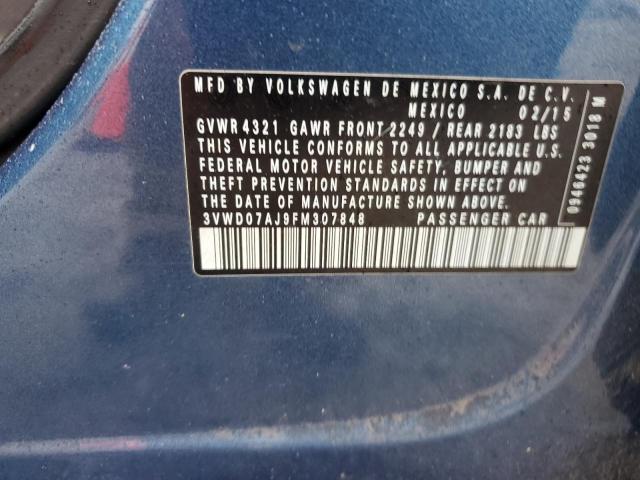 MFD BY VOLKSWAGEN DE MEXICO S.A. DE C.V.
MEXICO 02/15
GVWR 4321 GAWR FRONT 2249 / REAR 2183 LBS
THIS VEHICLE CONFORMS TO ALL APPLICABLE U.S.
FEDERAL MOTOR VEHICLE SAFETY, BUMPER AND
THEFT PREVENTION STANDARDS IN EFFECT ON
THE DATE OF MANUFACTURE SHOWN ABOVE.
3VWD07AJ9FM307848 PASSENGER CAR
0946423 3018 M